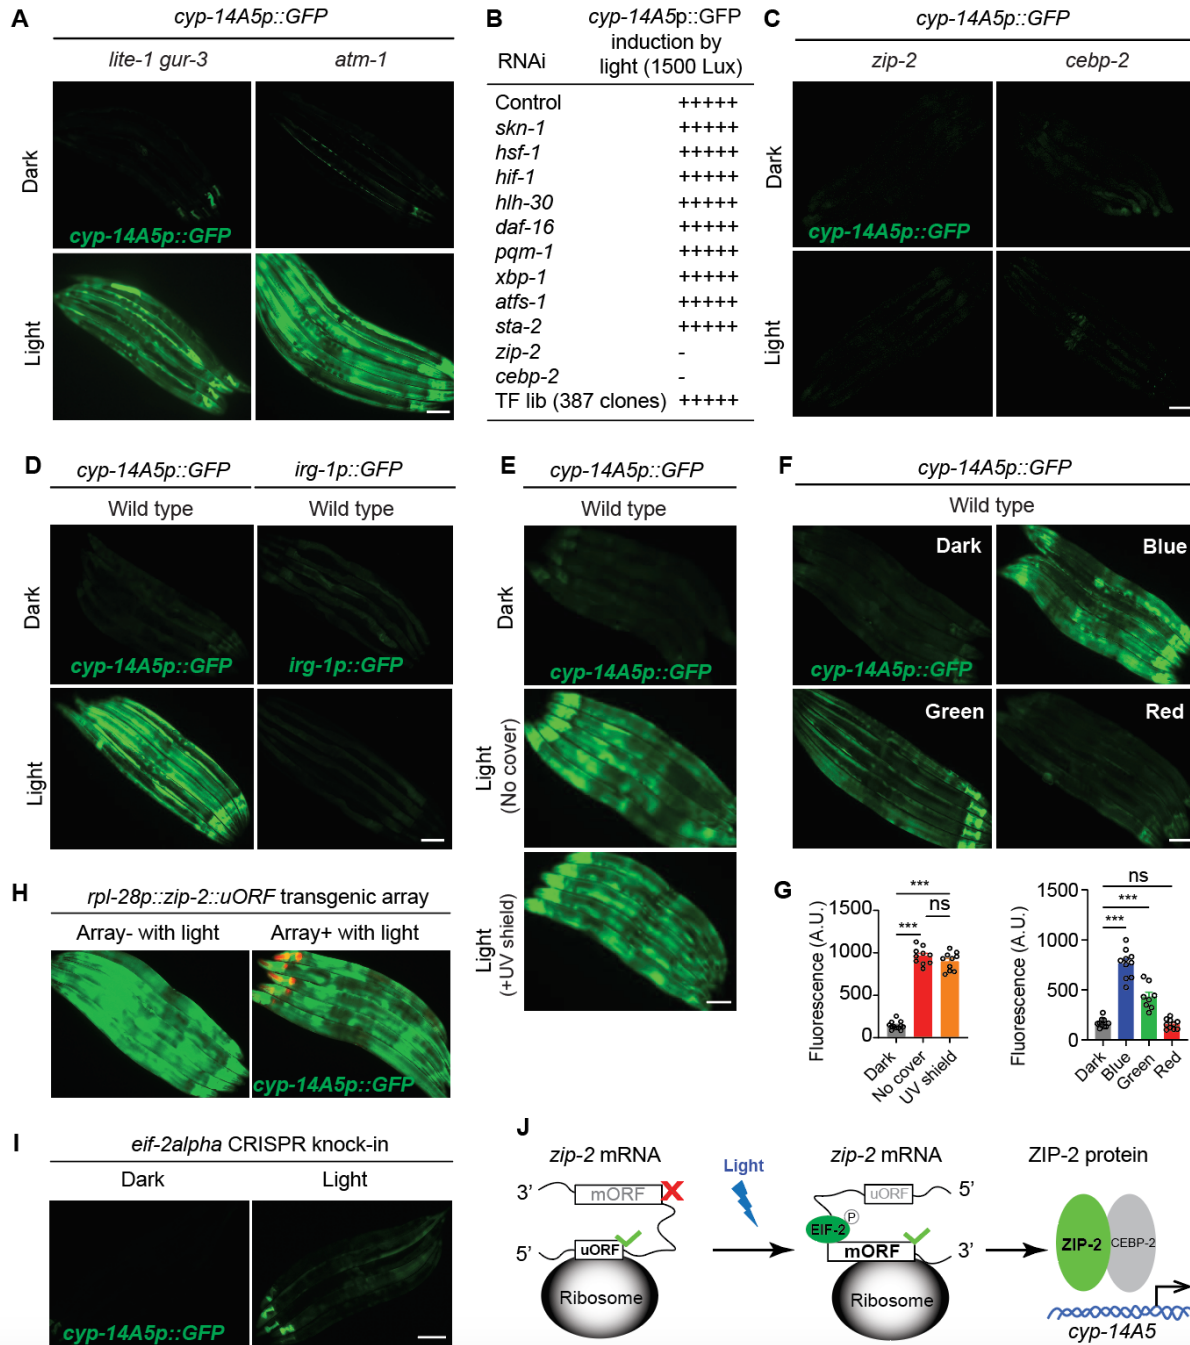 A
cyp-14A5p::GFP
lite-1 gur-3
atm-1
Dark
cyp-14A5p::GFP
Light
B
cyp-14A5p::GFP
induction by
light (1500 Lux)
RNAi
Control +++++
skn-1 +++++
hsf-1 +++++
hif-1 +++++
hlh-30 +++++
daf-16 +++++
pqm-1 +++++
xbp-1 +++++
atfs-1 +++++
sta-2 +++++
zip-2 -
cebp-2 -
TF lib (387 clones) +++++
C
cyp-14A5p::GFP
zip-2
cebp-2
Dark
cyp-14A5p::GFP
Light
D
cyp-14A5p::GFP
irg-1p::GFP
Wild type
Wild type
Dark
cyp-14A5p::GFP
irg-1p::GFP
Light
E
cyp-14A5p::GFP
Wild type
Dark
cyp-14A5p::GFP
Light
(No cover)
Light
(+UV shield)
F
cyp-14A5p::GFP
Wild type
Dark
Blue
cyp-14A5p::GFP
Green
Red
G
Fluorescence (A.U.)
1500
1000
500
0
***
***
ns
Dark
No cover
UV shield
Fluorescence (A.U.)
1500
1000
500
0
ns
***
***
Dark
Blue
Green
Red
H
rpl-28p::zip-2::uORF transgenic array
Array- with light
Array+ with light
cyp-14A5p::GFP
I
eif-2alpha CRISPR knock-in
Dark
Light
cyp-14A5p::GFP
J
zip-2 mRNA
Light
zip-2 mRNA
ZIP-2 protein
3’
mORF
5’
uORF
Ribosome
uORF
5’
P
EIF-2
mORF
3’
Ribosome
ZIP-2
CEBP-2
cyp-14A5